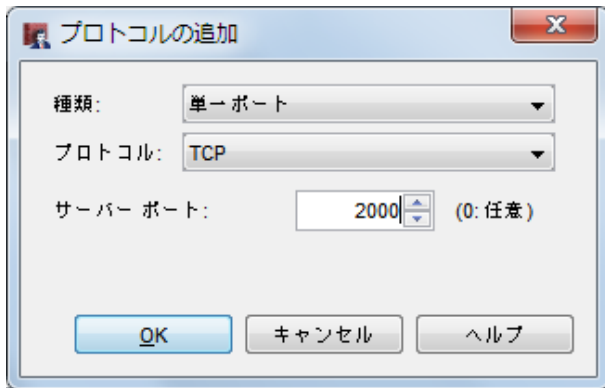 プロトコルの追加
種類: 単一ポート
プロトコル: TCP
サーバー ポート: 2000 (0: 任意)
OK キャンセル ヘルプ